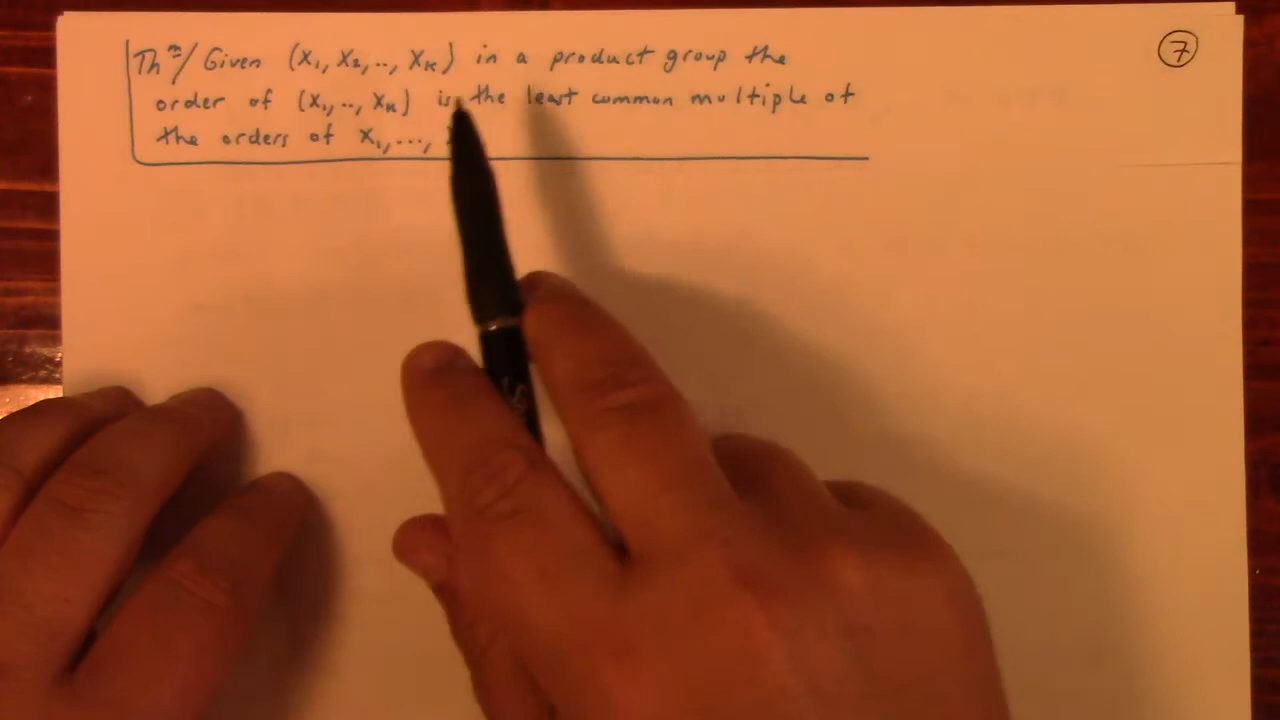 Thm/ Given (x1, x2, .., xk) in a product group the
7
order of (x1, .., xk) is the least common multiple of
the orders of x1, ...,